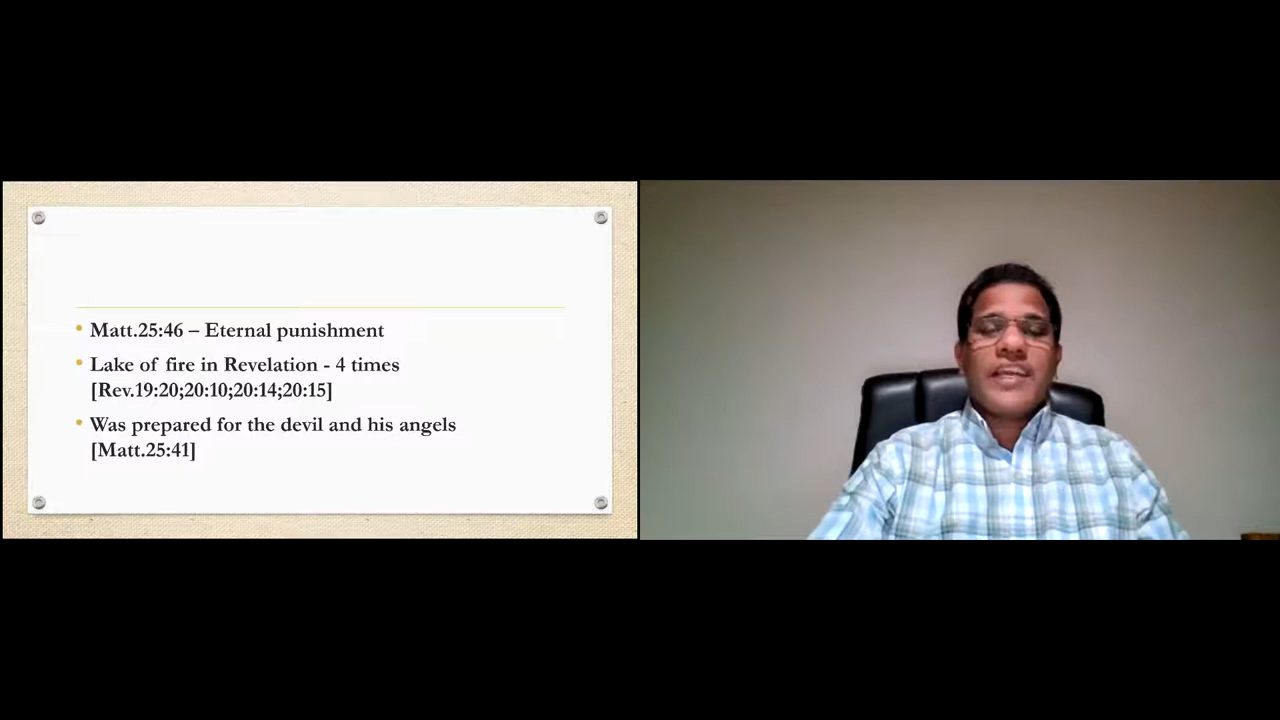 Matt.25:46 – Eternal punishment
Lake of fire in Revelation - 4 times
[Rev.19:20;20:10;20:14;20:15]
Was prepared for the devil and his angels
[Matt.25:41]